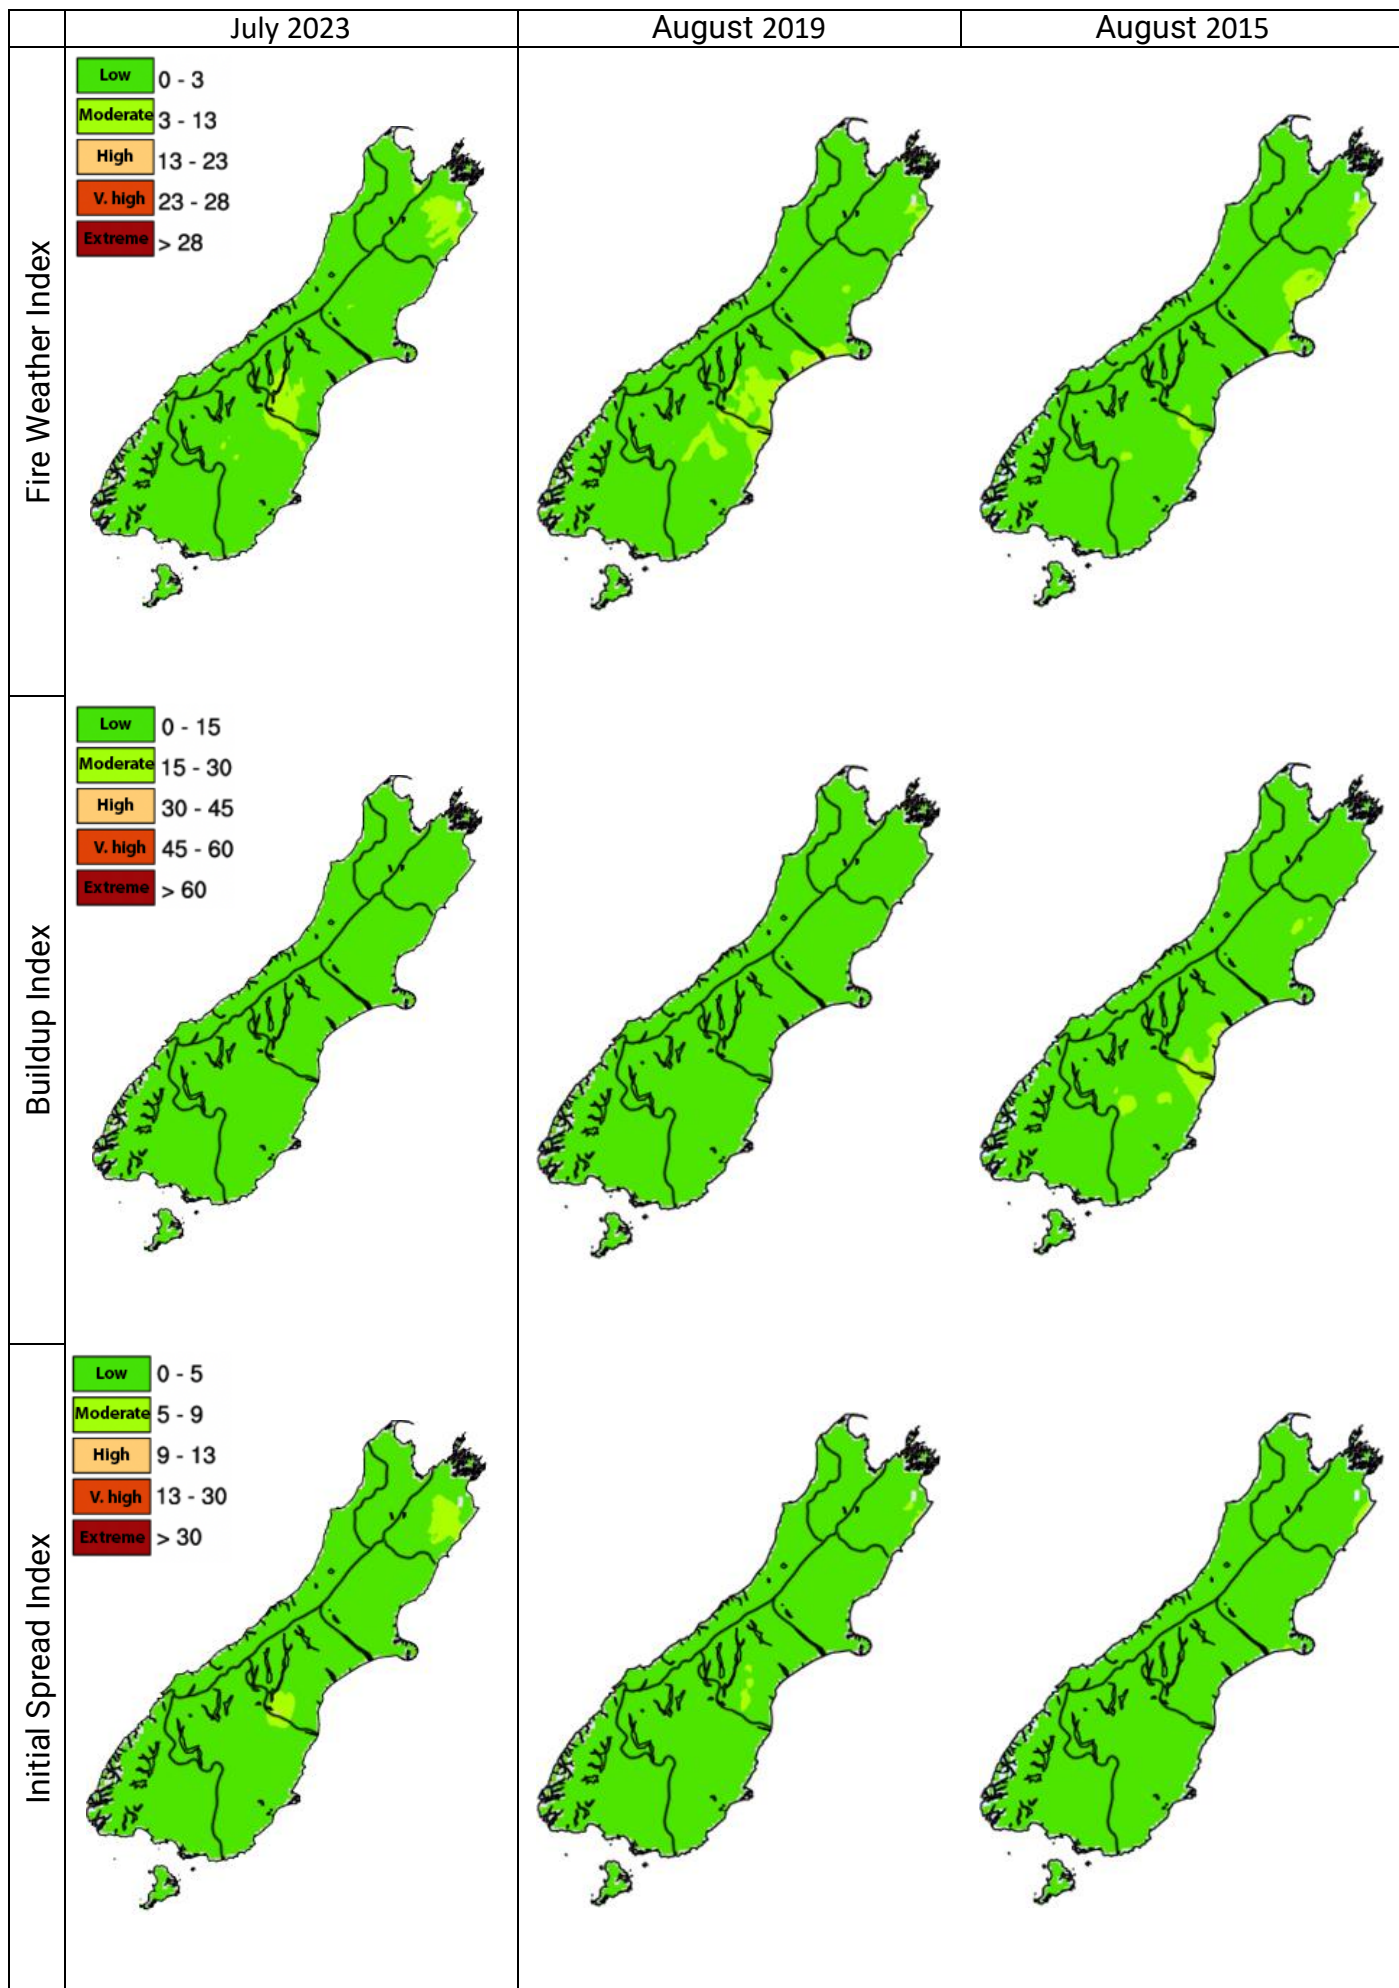 July 2023
August 2019
August 2015
Fire Weather Index
Low 0 - 3
Moderate 3 - 13
High 13 - 23
V. high 23 - 28
Extreme > 28
Buildup Index
Low 0 - 15
Moderate 15 - 30
High 30 - 45
V. high 45 - 60
Extreme > 60
Initial Spread Index
Low 0 - 5
Moderate 5 - 9
High 9 - 13
V. high 13 - 30
Extreme > 30